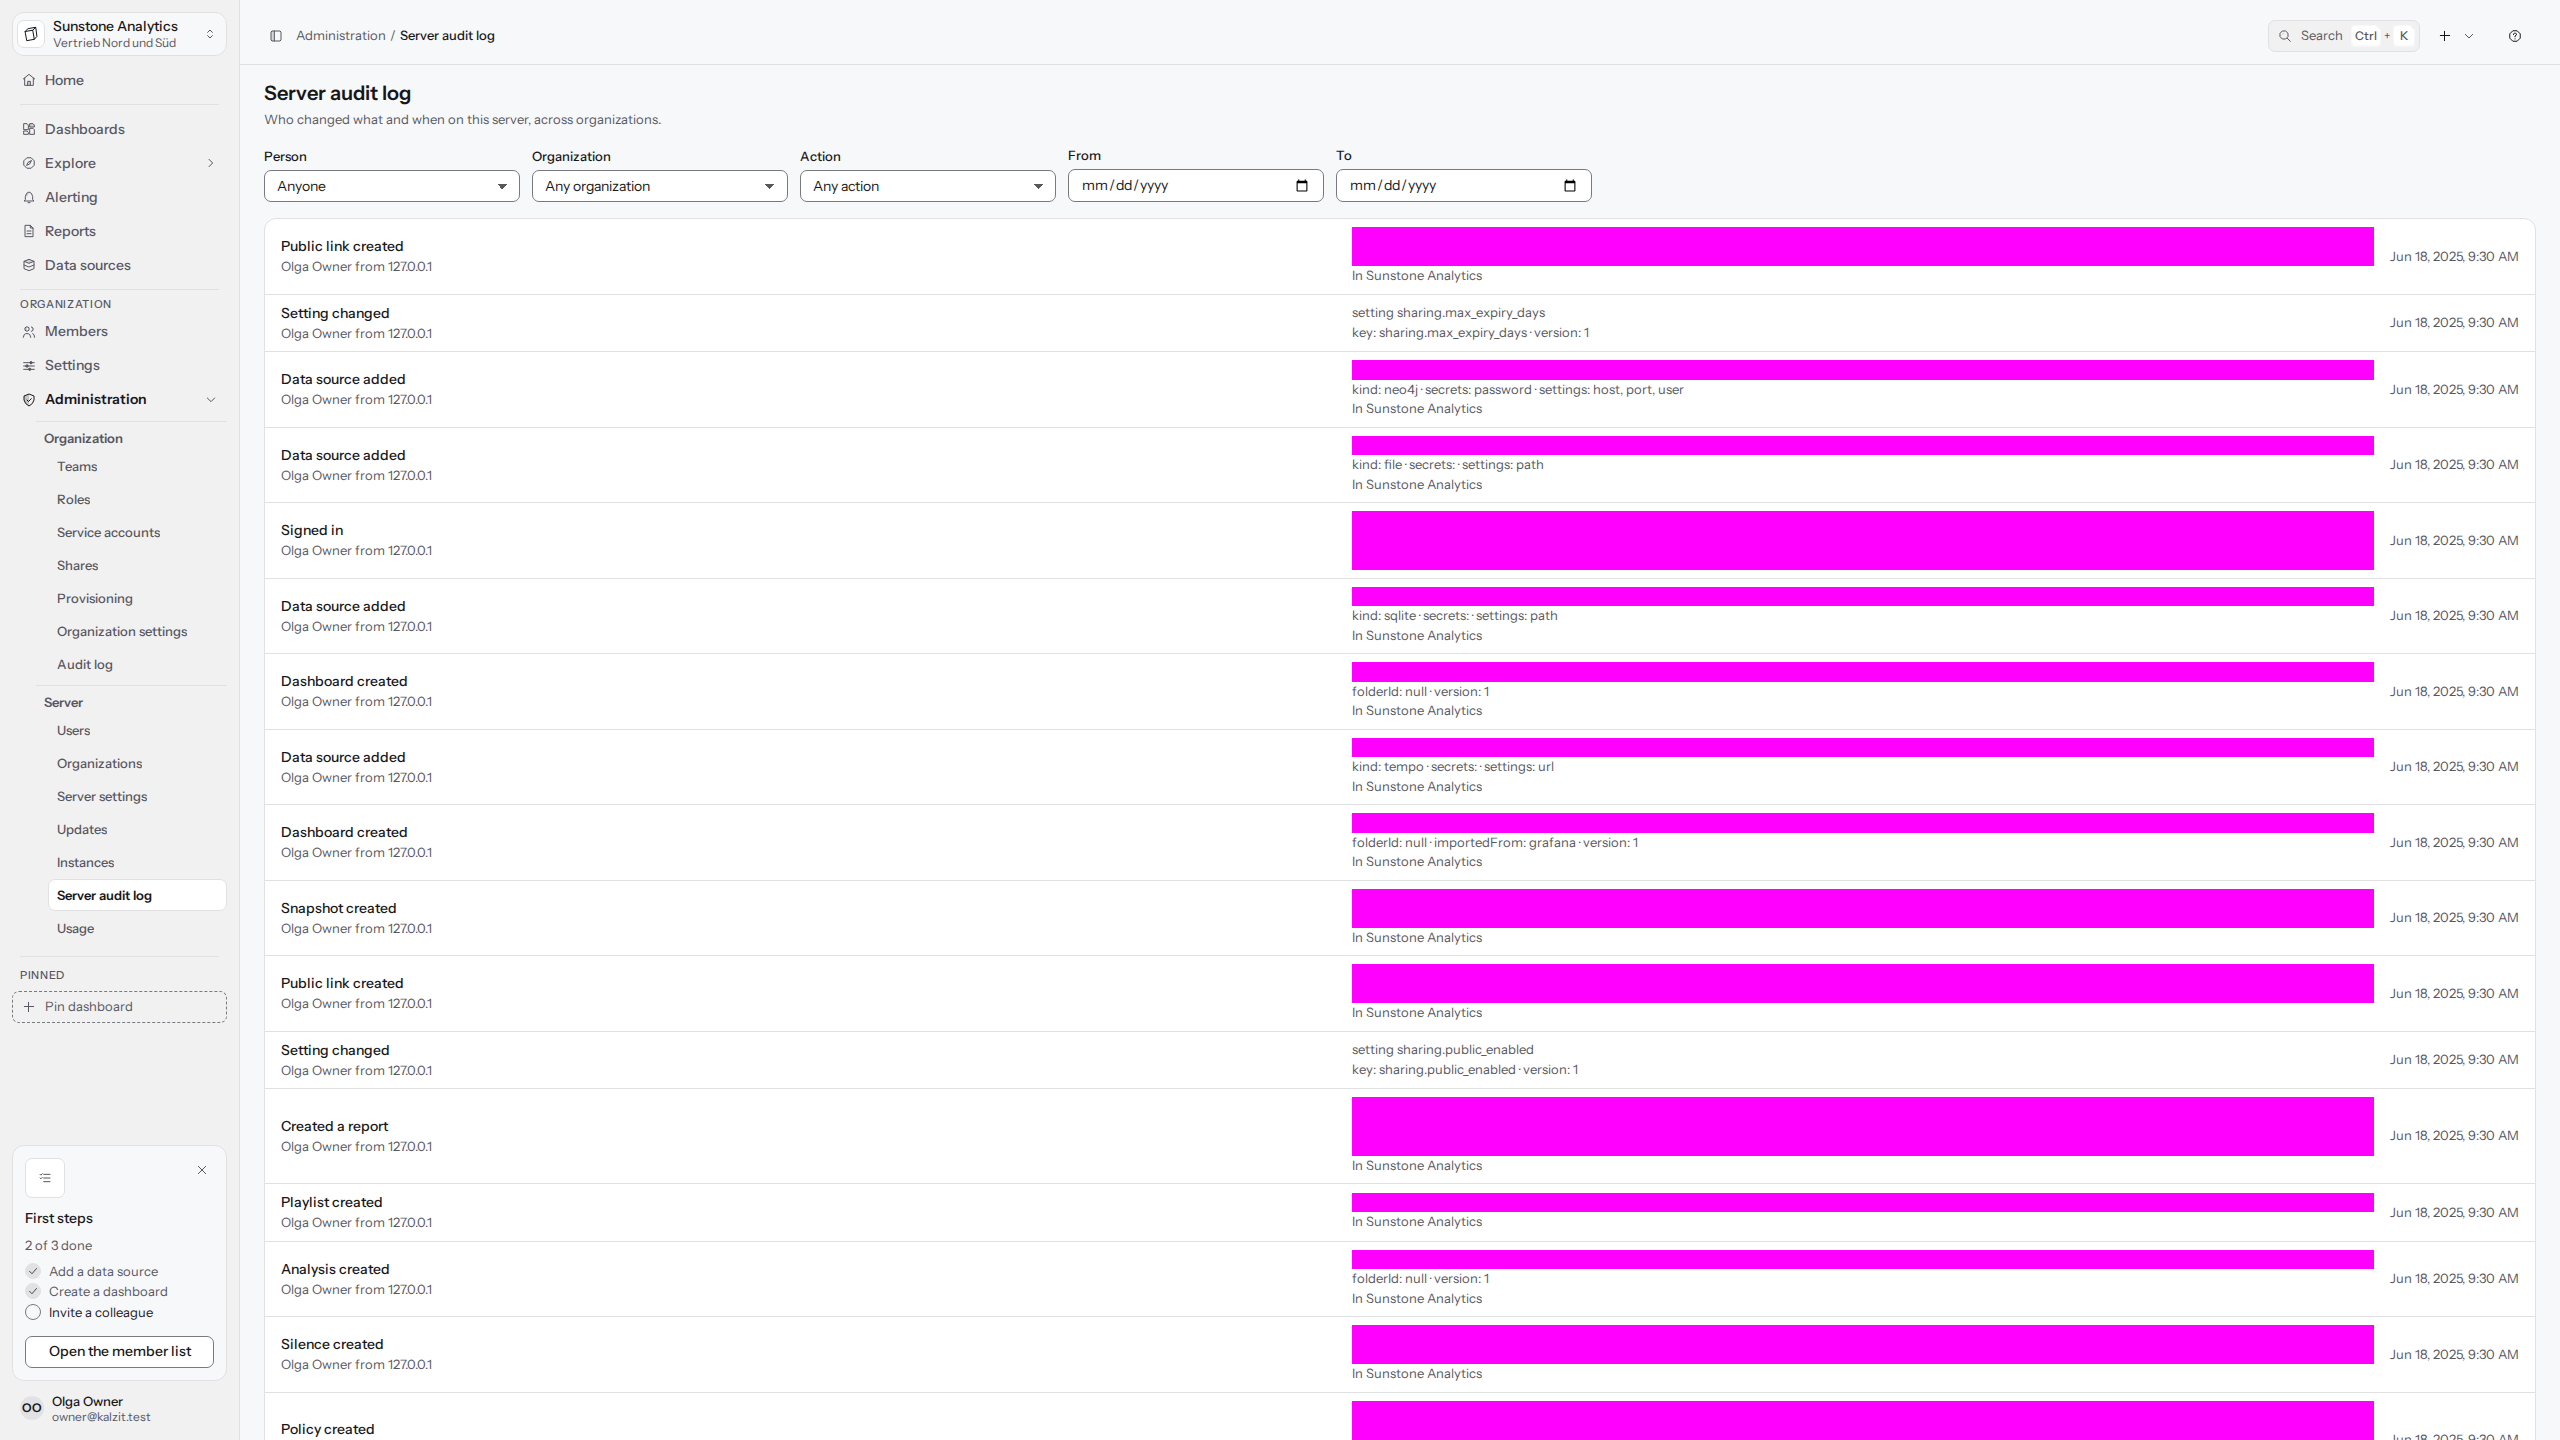 Sunstone Analytics
Vertrieb Nord und Süd
Home
Dashboards
Explore
Alerting
Reports
Data sources
ORGANIZATION
Members
Settings
Administration
Organization
Teams
Roles
Service accounts
Shares
Provisioning
Organization settings
Audit log
Server
Users
Organizations
Server settings
Updates
Instances
Server audit log
Usage
PINNED
Pin dashboard
First steps
2 of 3 done
Add a data source
Create a dashboard
Invite a colleague
Open the member list
OO
Olga Owner
owner@kalzit.test
Administration / Server audit log
Search Ctrl + K
Server audit log
Who changed what and when on this server, across organizations.
Person
Organization
Action
From
To
Anyone
Any organization
Any action
mm/dd/yyyy
mm/dd/yyyy
Public link created
Olga Owner from 127.0.0.1
In Sunstone Analytics
Jun 18, 2025, 9:30 AM
Setting changed
Olga Owner from 127.0.0.1
setting sharing.max_expiry_days
key: sharing.max_expiry_days · version: 1
Jun 18, 2025, 9:30 AM
Data source added
Olga Owner from 127.0.0.1
kind: neo4j · secrets: password · settings: host, port, user
In Sunstone Analytics
Jun 18, 2025, 9:30 AM
Data source added
Olga Owner from 127.0.0.1
kind: file · secrets: · settings: path
In Sunstone Analytics
Jun 18, 2025, 9:30 AM
Signed in
Olga Owner from 127.0.0.1
Jun 18, 2025, 9:30 AM
Data source added
Olga Owner from 127.0.0.1
kind: sqlite · secrets: · settings: path
In Sunstone Analytics
Jun 18, 2025, 9:30 AM
Dashboard created
Olga Owner from 127.0.0.1
folderId: null · version: 1
In Sunstone Analytics
Jun 18, 2025, 9:30 AM
Data source added
Olga Owner from 127.0.0.1
kind: tempo · secrets: · settings: url
In Sunstone Analytics
Jun 18, 2025, 9:30 AM
Dashboard created
Olga Owner from 127.0.0.1
folderId: null · importedFrom: grafana · version: 1
In Sunstone Analytics
Jun 18, 2025, 9:30 AM
Snapshot created
Olga Owner from 127.0.0.1
In Sunstone Analytics
Jun 18, 2025, 9:30 AM
Public link created
Olga Owner from 127.0.0.1
In Sunstone Analytics
Jun 18, 2025, 9:30 AM
Setting changed
Olga Owner from 127.0.0.1
setting sharing.public_enabled
key: sharing.public_enabled · version: 1
Jun 18, 2025, 9:30 AM
Created a report
Olga Owner from 127.0.0.1
In Sunstone Analytics
Jun 18, 2025, 9:30 AM
Playlist created
Olga Owner from 127.0.0.1
In Sunstone Analytics
Jun 18, 2025, 9:30 AM
Analysis created
Olga Owner from 127.0.0.1
folderId: null · version: 1
In Sunstone Analytics
Jun 18, 2025, 9:30 AM
Silence created
Olga Owner from 127.0.0.1
In Sunstone Analytics
Jun 18, 2025, 9:30 AM
Policy created
Jun 18, 2025, 9:30 AM